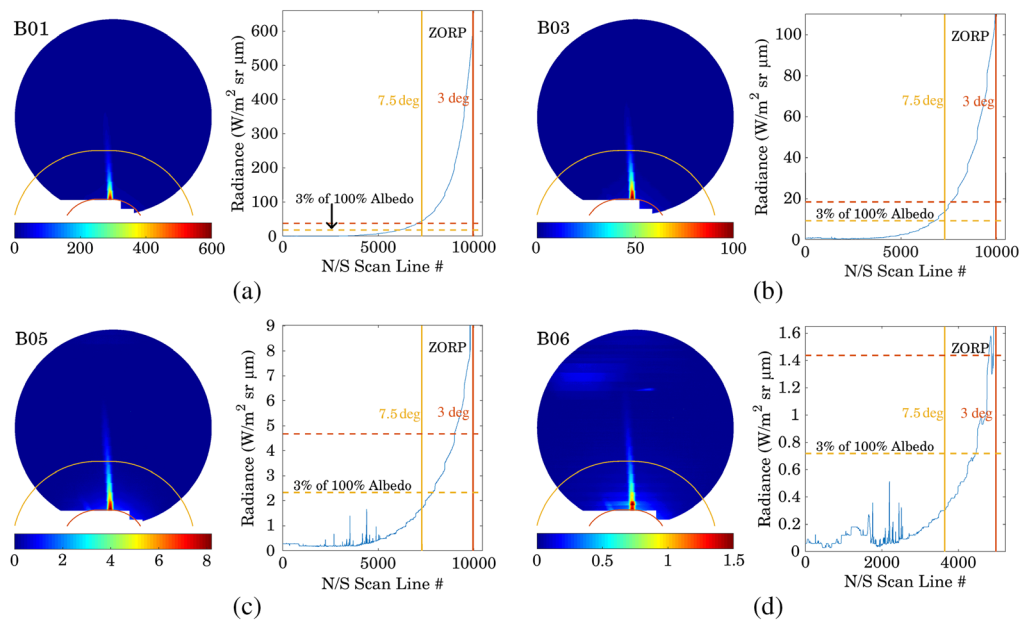 B01
0 200 400 600
Radiance (W/m² sr µm)
600
500
400
300
200
100
0
ZORP
7.5 deg
3 deg
3% of 100% Albedo
0 5000 10000
N/S Scan Line #
(a)
B03
0 50 100
Radiance (W/m² sr µm)
100
80
60
40
20
0
ZORP
7.5 deg
3 deg
3% of 100% Albedo
0 5000 10000
N/S Scan Line #
(b)
B05
0 2 4 6 8
Radiance (W/m² sr µm)
9
8
7
6
5
4
3
2
1
0
ZORP
7.5 deg
3 deg
3% of 100% Albedo
0 5000 10000
N/S Scan Line #
(c)
B06
0 0.5 1 1.5
Radiance (W/m² sr µm)
1.6
1.4
1.2
1
0.8
0.6
0.4
0.2
0
ZORP
7.5 deg
3 deg
3% of 100% Albedo
0 2000 4000
N/S Scan Line #
(d)